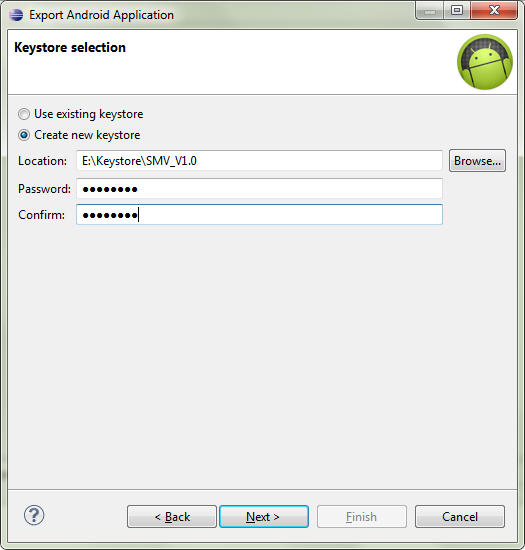 Export Android Application
Keystore selection
Use existing keystore
Create new keystore
Location: E:\Keystore\SMV_V1.0 Browse...
Password: ●●●●●●●●
Confirm: ●●●●●●●●
? < Back Next > Finish Cancel